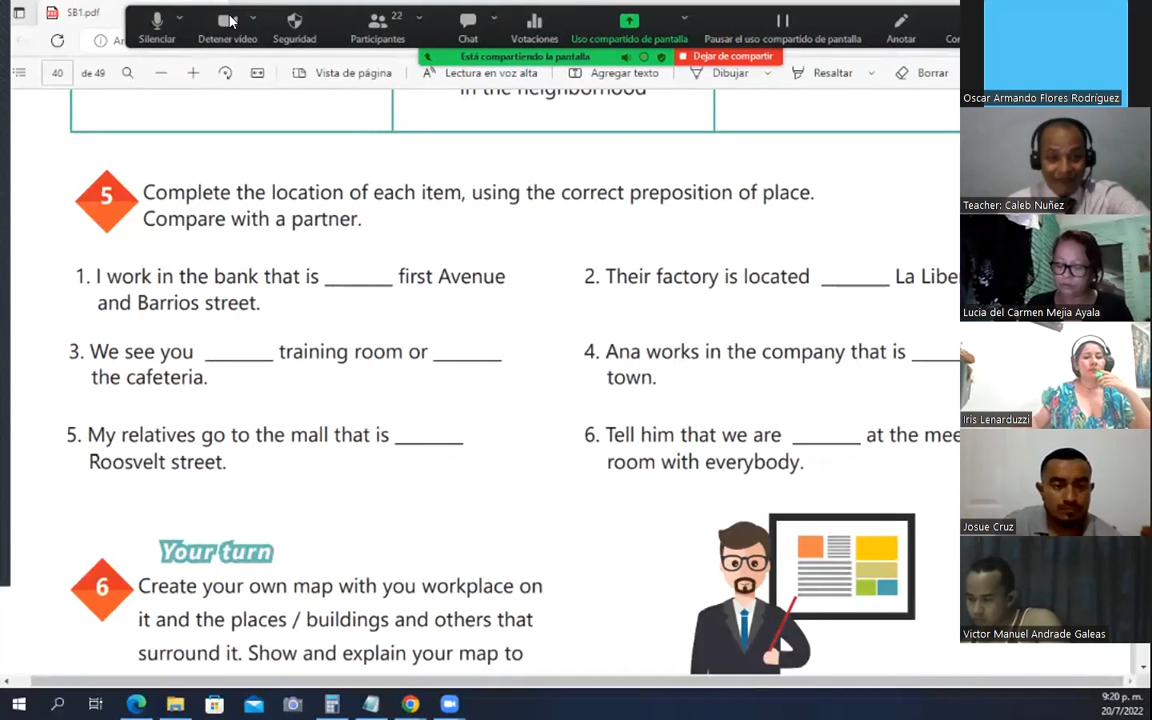 SB1.pdf
Silenciar
Detener vídeo
Seguridad
22
Participantes
Chat
Votaciones
Uso compartido de pantalla
Pausar el uso compartido de pantalla
Anotar
Está compartiendo la pantalla
Dejar de compartir
40 de 49
Vista de página
Lectura en voz alta
Agregar texto
Dibujar
Resaltar
Borrar
in the neighborhood
5 Complete the location of each item, using the correct preposition of place.
Compare with a partner.
1. I work in the bank that is ______ first Avenue
and Barrios street.
2. Their factory is located ______ La Libe
3. We see you ______ training room or ______
the cafeteria.
4. Ana works in the company that is ____
town.
5. My relatives go to the mall that is ______
Roosvelt street.
6. Tell him that we are ______ at the mee
room with everybody.
Your turn
6 Create your own map with you workplace on
it and the places / buildings and others that
surround it. Show and explain your map to
Oscar Armando Flores Rodríguez
Teacher: Caleb Nuñez
Lucia del Carmen Mejia Ayala
Iris Lenarduzzi
Josue Cruz
Victor Manuel Andrade Galeas
9:20 p. m.
20/7/2022